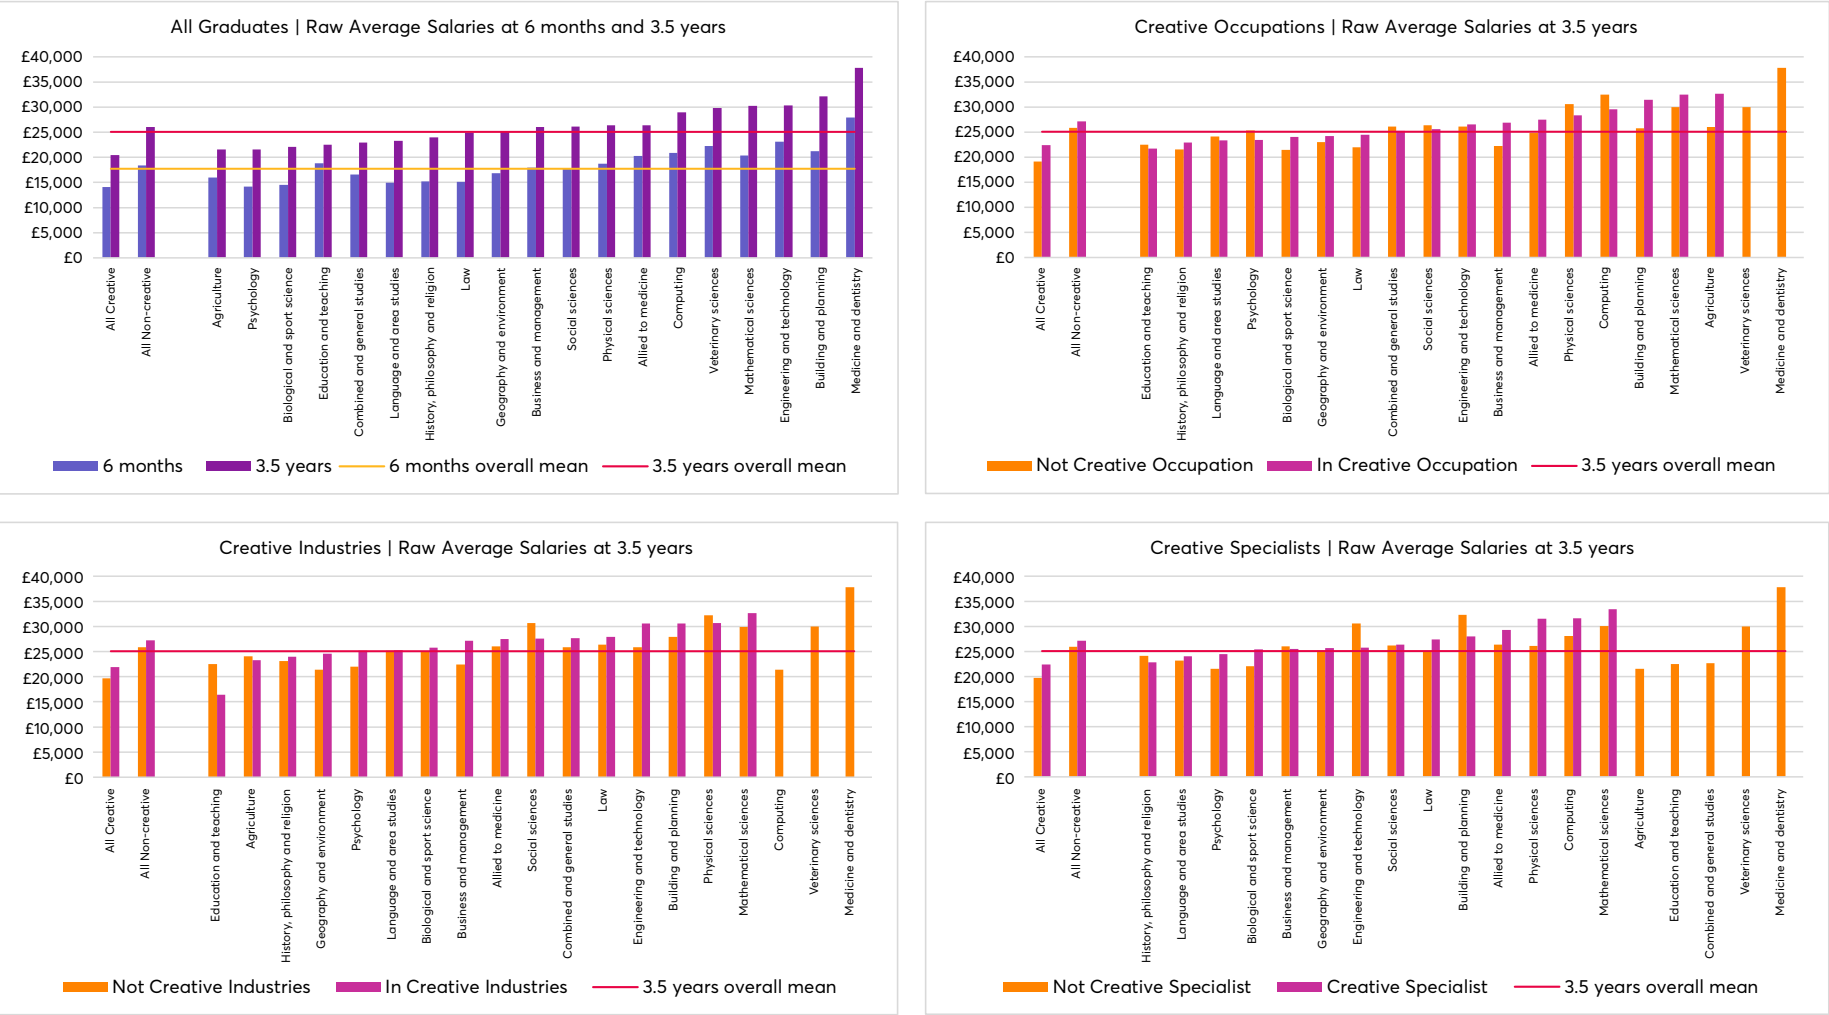 All Graduates | Raw Average Salaries at 6 months and 3.5 years
£40,000
£35,000
£30,000
£25,000
£20,000
£15,000
£10,000
£5,000
£0
All Creative
All Non-creative
Agriculture
Psychology
Biological and sport science
Education and teaching
Combined and general studies
Language and area studies
History, philosophy and religion
Law
Geography and environment
Business and management
Social sciences
Physical sciences
Allied to medicine
Computing
Veterinary sciences
Mathematical sciences
Engineering and technology
Building and planning
Medicine and dentistry
6 months
3.5 years
6 months overall mean
3.5 years overall mean
Creative Occupations | Raw Average Salaries at 3.5 years
£40,000
£35,000
£30,000
£25,000
£20,000
£15,000
£10,000
£5,000
£0
All Creative
All Non-creative
Education and teaching
History, philosophy and religion
Language and area studies
Psychology
Biological and sport science
Geography and environment
Law
Combined and general studies
Social sciences
Engineering and technology
Business and management
Allied to medicine
Physical sciences
Computing
Building and planning
Mathematical sciences
Agriculture
Veterinary sciences
Medicine and dentistry
Not Creative Occupation
In Creative Occupation
3.5 years overall mean
Creative Industries | Raw Average Salaries at 3.5 years
£40,000
£35,000
£30,000
£25,000
£20,000
£15,000
£10,000
£5,000
£0
All Creative
All Non-creative
Education and teaching
Agriculture
History, philosophy and religion
Geography and environment
Psychology
Language and area studies
Biological and sport science
Business and management
Allied to medicine
Social sciences
Combined and general studies
Law
Engineering and technology
Building and planning
Physical sciences
Mathematical sciences
Computing
Veterinary sciences
Medicine and dentistry
Not Creative Industries
In Creative Industries
3.5 years overall mean
Creative Specialists | Raw Average Salaries at 3.5 years
£40,000
£35,000
£30,000
£25,000
£20,000
£15,000
£10,000
£5,000
£0
All Creative
All Non-creative
History, philosophy and religion
Language and area studies
Psychology
Biological and sport science
Business and management
Geography and environment
Engineering and technology
Social sciences
Law
Building and planning
Allied to medicine
Physical sciences
Computing
Mathematical sciences
Agriculture
Education and teaching
Combined and general studies
Veterinary sciences
Medicine and dentistry
Not Creative Specialist
Creative Specialist
3.5 years overall mean